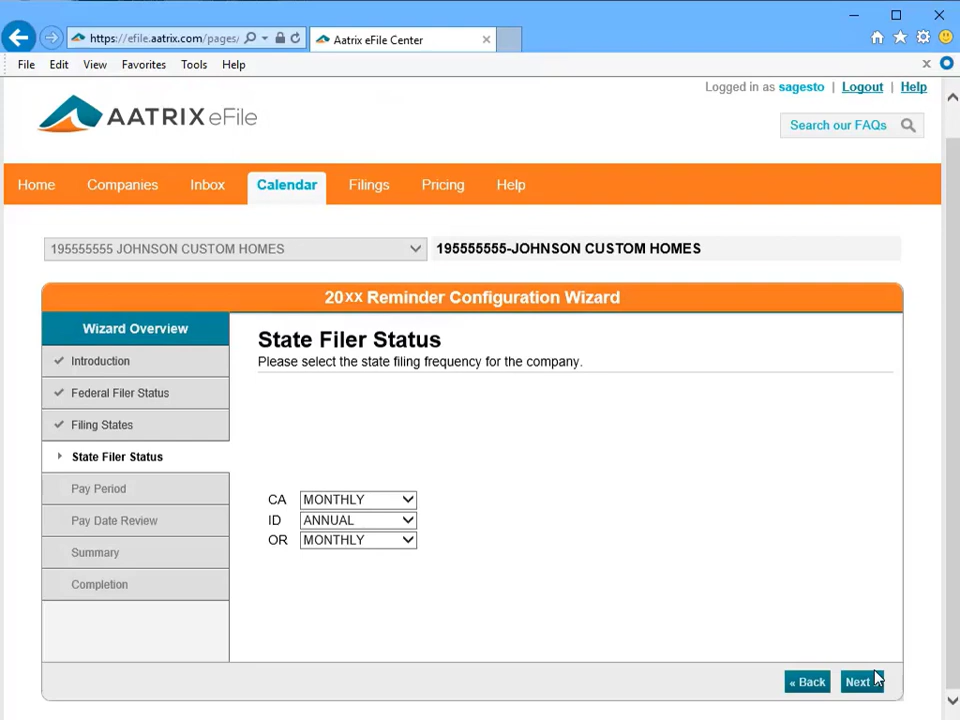 https://efile.aatrix.com/pages/
Aatrix eFile Center
File Edit View Favorites Tools Help
Logged in as sagesto | Logout | Help
AATRIX eFile
Search our FAQs
Home Companies Inbox Calendar Filings Pricing Help
195555555 JOHNSON CUSTOM HOMES
195555555-JOHNSON CUSTOM HOMES
20XX Reminder Configuration Wizard
Wizard Overview
Introduction
Federal Filer Status
Filing States
State Filer Status
Pay Period
Pay Date Review
Summary
Completion
State Filer Status
Please select the state filing frequency for the company.
CA MONTHLY
ID ANNUAL
OR MONTHLY
« Back
Next